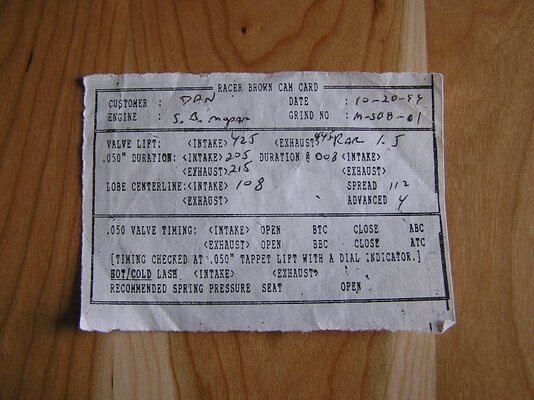 RACER BROWN CAM CARD
CUSTOMER : DAN DATE : 10-20-99
ENGINE : S.B. mopar GRIND NO : M-SOB-01
VALVE LIFT: <INTAKE> 425 <EXHAUST> 445 RAR 1.5
.050" DURATION: <INTAKE> 205 DURATION @ 008 <INTAKE>
<EXHAUST> 215 <EXHAUST>
LOBE CENTERLINE: <INTAKE> 108 SPREAD 112
<EXHAUST> ADVANCED 4
.050 VALVE TIMING: <INTAKE> OPEN BTC CLOSE ABC
<EXHAUST> OPEN BBC CLOSE ATC
[TIMING CHECKED AT .050" TAPPET LIFT WITH A DIAL INDICATOR.]
HOT/COLD LASH <INTAKE> <EXHAUST>
RECOMMENDED SPRING PRESSURE SEAT OPEN